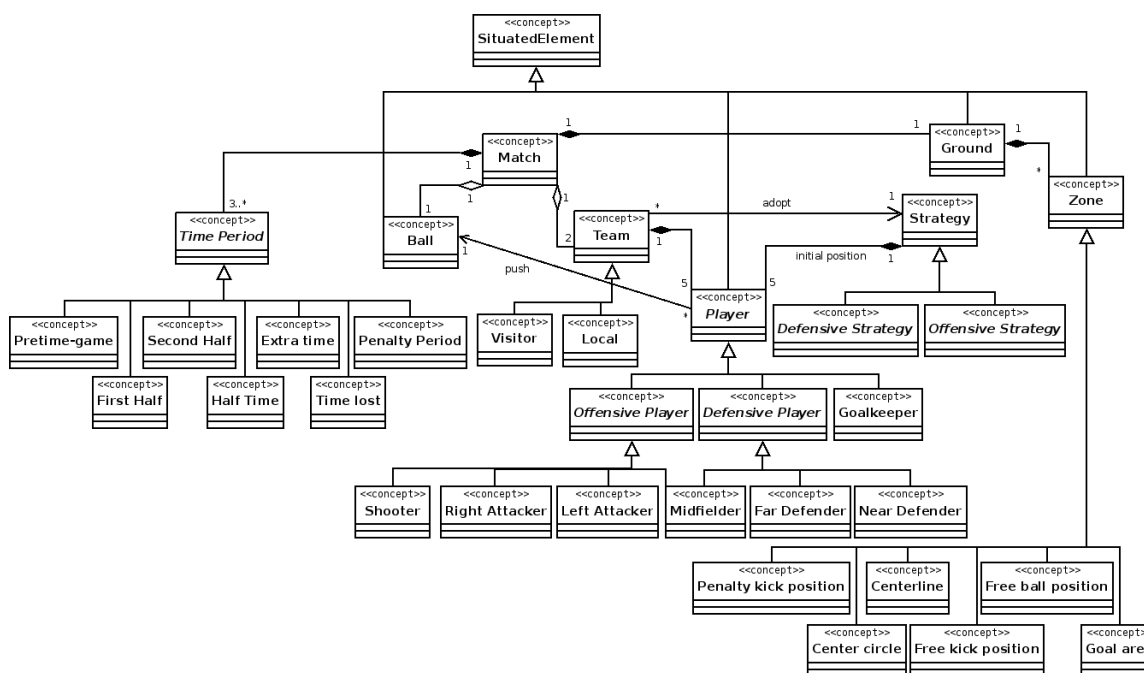 <<concept>>
SituatedElement
1
1
<<concept>>
Match
<<concept>>
Ground
1
1
1
1
*
3..*
<<concept>>
Time Period
1
<<concept>>
Ball
1
2
<<concept>>
Team
*
1
adopt
1
<<concept>>
Strategy
<<concept>>
Zone
push
initial position
1
5
5
*
<<concept>>
Player
<<concept>>
Pretime-game
<<concept>>
Second Half
<<concept>>
Extra time
<<concept>>
Penalty Period
<<concept>>
Visitor
<<concept>>
Local
<<concept>>
Defensive Strategy
<<concept>>
Offensive Strategy
<<concept>>
First Half
<<concept>>
Half Time
<<concept>>
Time lost
<<concept>>
Offensive Player
<<concept>>
Defensive Player
<<concept>>
Goalkeeper
<<concept>>
Shooter
<<concept>>
Right Attacker
<<concept>>
Left Attacker
<<concept>>
Midfielder
<<concept>>
Far Defender
<<concept>>
Near Defender
<<concept>>
Penalty kick position
<<concept>>
Centerline
<<concept>>
Free ball position
<<concept>>
Center circle
<<concept>>
Free kick position
<<concept>>
Goal are